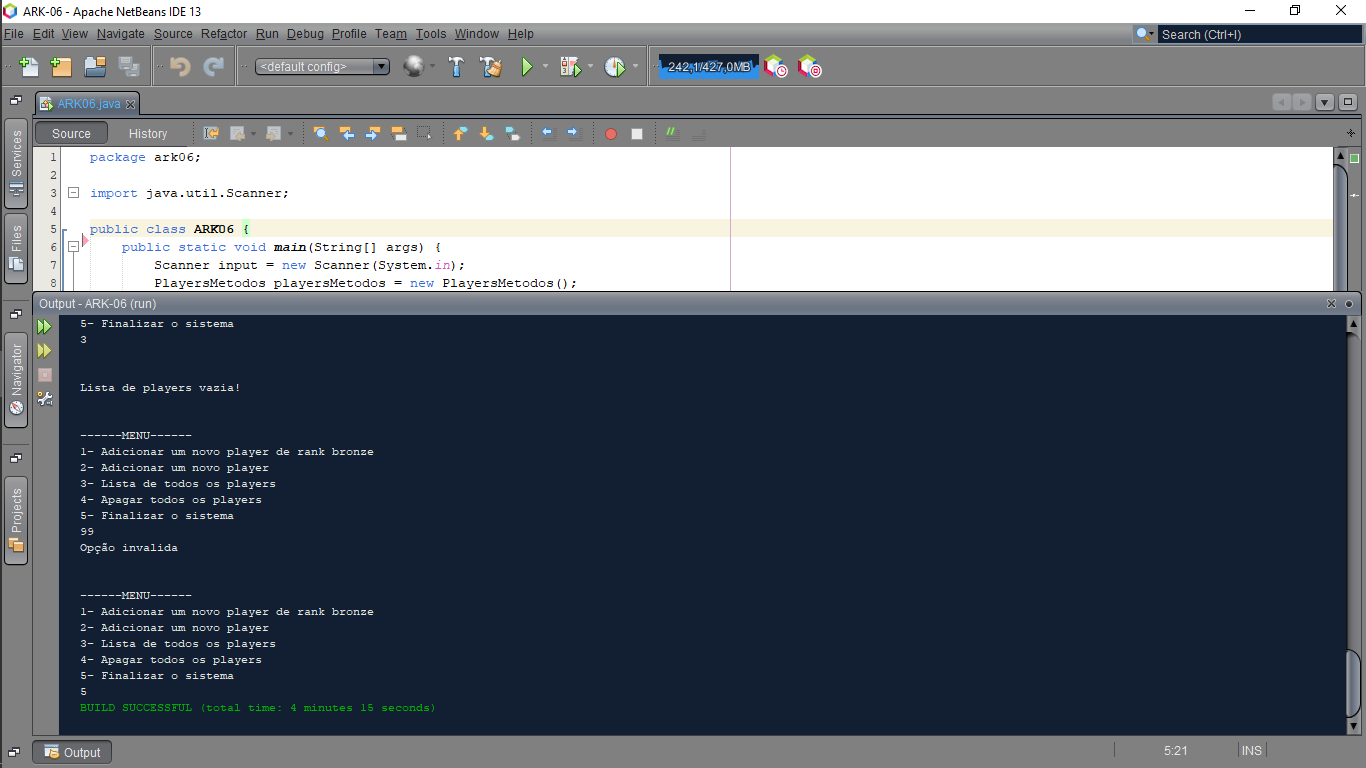 ARK-06 - Apache NetBeans IDE 13
File Edit View Navigate Source Refactor Run Debug Profile Team Tools Window Help
Search (Ctrl+I)
<default config>
242,1/427,0MB
ARK06.java
Source History
Services
Files
Navigator
Projects
1 package ark06;
2
3 import java.util.Scanner;
4
5 public class ARK06 {
6 public static void main(String[] args) {
7 Scanner input = new Scanner(System.in);
8 PlayersMetodos playersMetodos = new PlayersMetodos();
Output - ARK-06 (run)
5- Finalizar o sistema
3
Lista de players vazia!
------MENU------
1- Adicionar um novo player de rank bronze
2- Adicionar um novo player
3- Lista de todos os players
4- Apagar todos os players
5- Finalizar o sistema
99
Opção invalida
------MENU------
1- Adicionar um novo player de rank bronze
2- Adicionar um novo player
3- Lista de todos os players
4- Apagar todos os players
5- Finalizar o sistema
5
BUILD SUCCESSFUL (total time: 4 minutes 15 seconds)
Output
5:21 INS